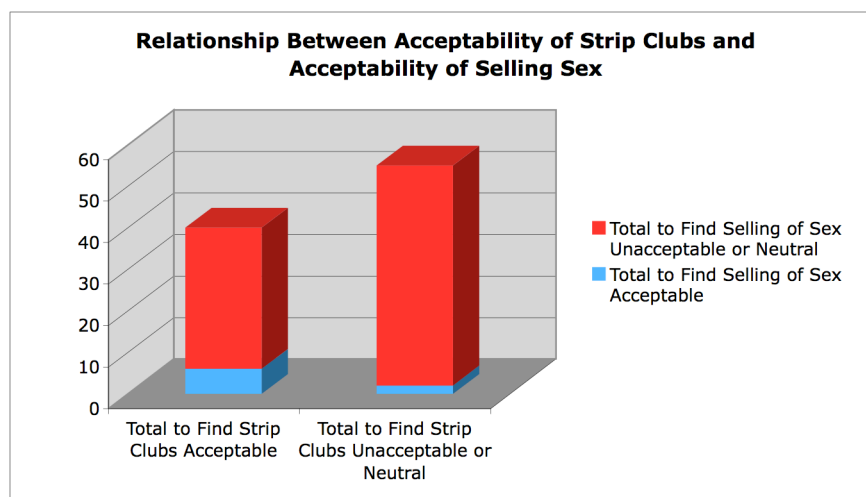 Relationship Between Acceptability of Strip Clubs and
Acceptability of Selling Sex
60
50
40
30
20
10
0
Total to Find Strip
Clubs Acceptable
Total to Find Strip
Clubs Unacceptable or
Neutral
Total to Find Selling of Sex
Unacceptable or Neutral
Total to Find Selling of Sex
Acceptable